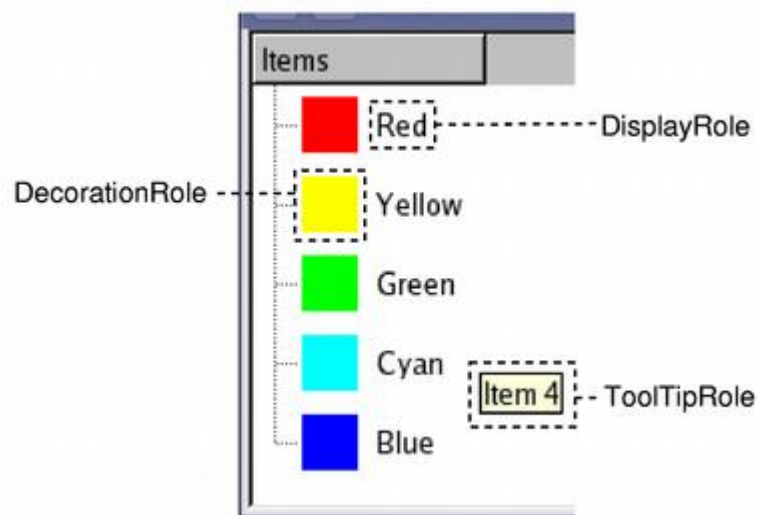 Items
Red
DisplayRole
DecorationRole
Yellow
Green
Cyan
Item 4
ToolTipRole
Blue